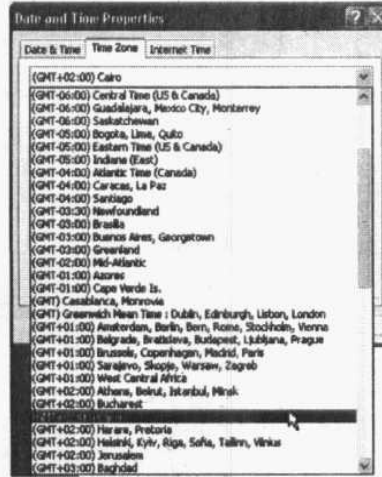 Date and Time Properties
Date & Time Time Zone Internet Time
(GMT+02:00) Cairo
(GMT-06:00) Central Time (US & Canada)
(GMT-06:00) Guadalajara, Mexico City, Monterrey
(GMT-06:00) Saskatchewan
(GMT-05:00) Bogota, Lima, Quito
(GMT-05:00) Eastern Time (US & Canada)
(GMT-05:00) Indiana (East)
(GMT-04:00) Atlantic Time (Canada)
(GMT-04:00) Caracas, La Paz
(GMT-04:00) Santiago
(GMT-03:30) Newfoundland
(GMT-03:00) Brasilia
(GMT-03:00) Buenos Aires, Georgetown
(GMT-03:00) Greenland
(GMT-02:00) Mid-Atlantic
(GMT-01:00) Azores
(GMT-01:00) Cape Verde Is.
(GMT) Casablanca, Monrovia
(GMT) Greenwich Mean Time : Dublin, Edinburgh, Lisbon, London
(GMT+01:00) Amsterdam, Berlin, Bern, Rome, Stockholm, Vienna
(GMT+01:00) Belgrade, Bratislava, Budapest, Ljubljana, Prague
(GMT+01:00) Brussels, Copenhagen, Madrid, Paris
(GMT+01:00) Sarajevo, Skopje, Warsaw, Zagreb
(GMT+01:00) West Central Africa
(GMT+02:00) Athens, Beirut, Istanbul, Minsk
(GMT+02:00) Bucharest
(GMT+02:00) Harare, Pretoria
(GMT+02:00) Helsinki, Kyiv, Riga, Sofia, Tallinn, Vilnius
(GMT+02:00) Jerusalem
(GMT+03:00) Baghdad